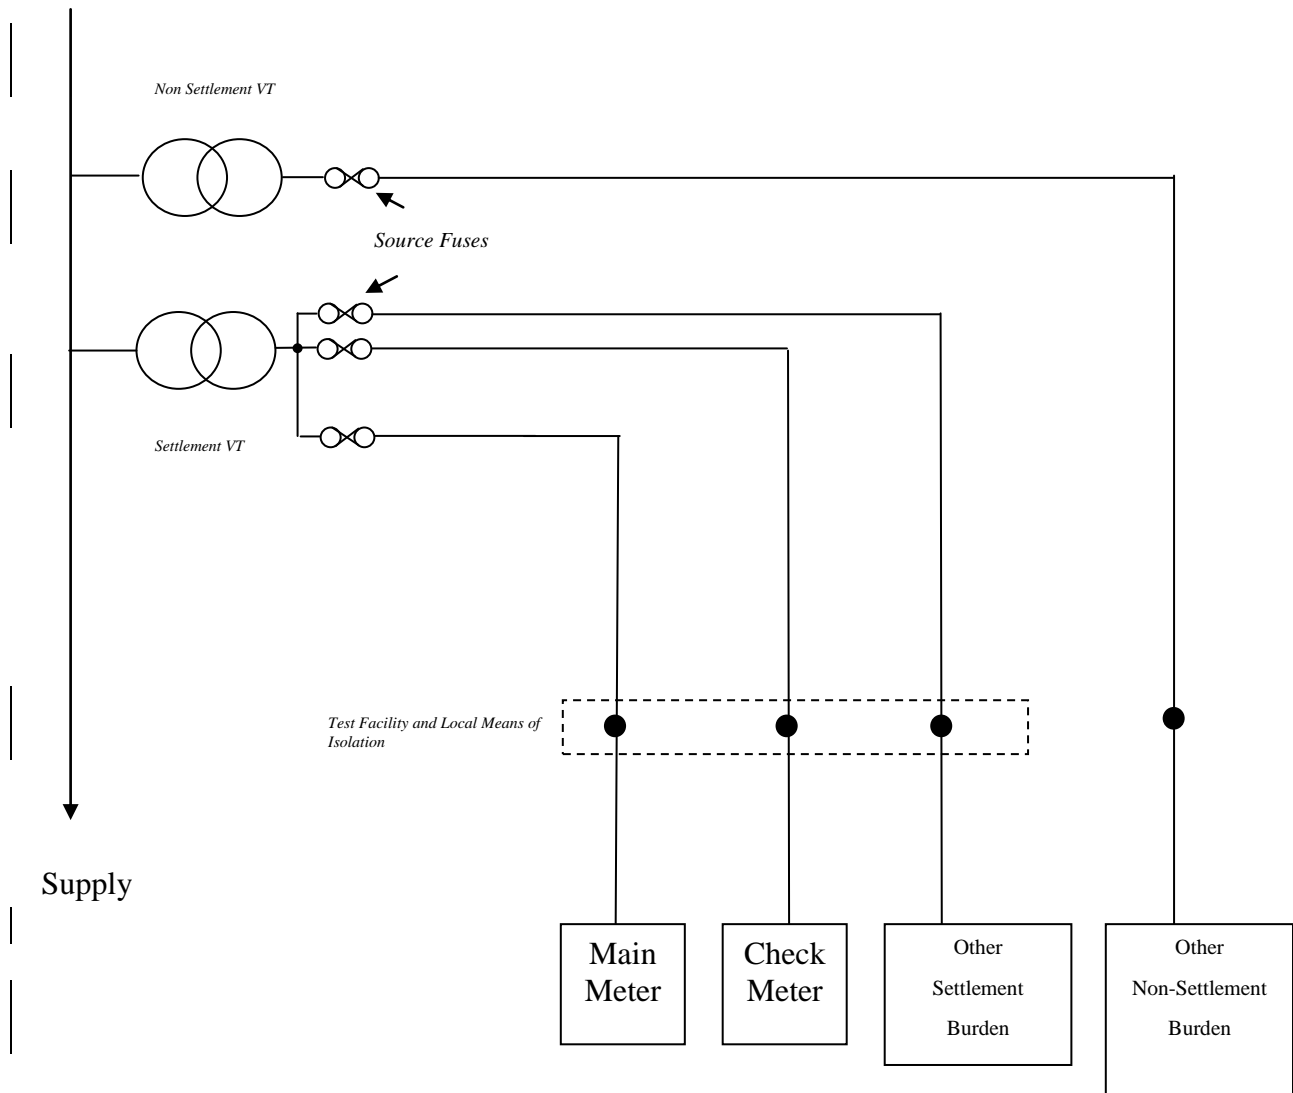 Non Settlement VT
Source Fuses
Settlement VT
Test Facility and Local Means of
Isolation
Supply
Main
Meter
Check
Meter
Other
Settlement
Burden
Other
Non-Settlement
Burden